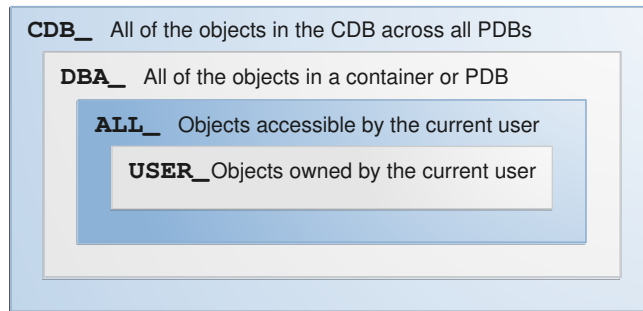 CDB_ All of the objects in the CDB across all PDBs
DBA_ All of the objects in a container or PDB
ALL_ Objects accessible by the current user
USER_Objects owned by the current user